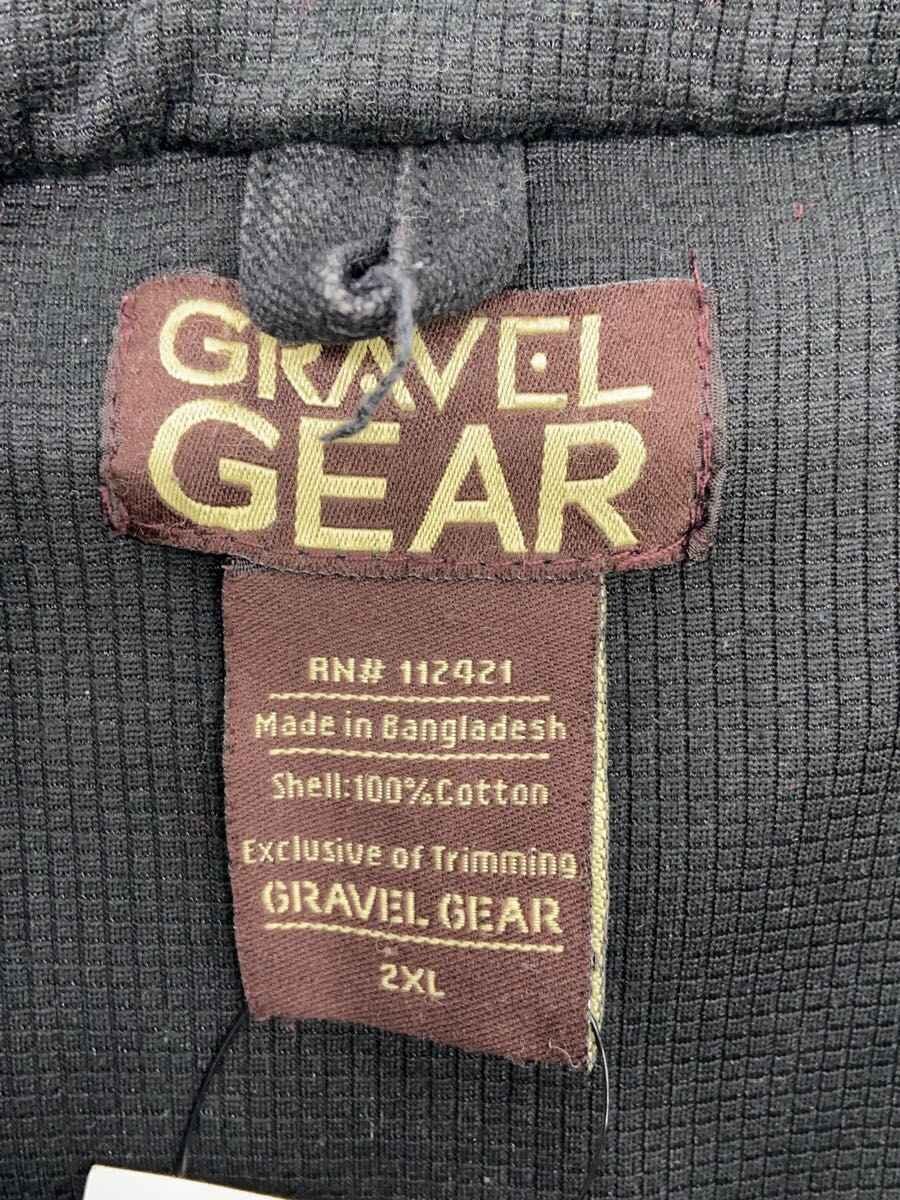 GRAVEL
GEAR
RN# 112421
Made in Bangladesh
Shell:100%Cotton
Exclusive of Trimming
GRAVEL GEAR
2XL